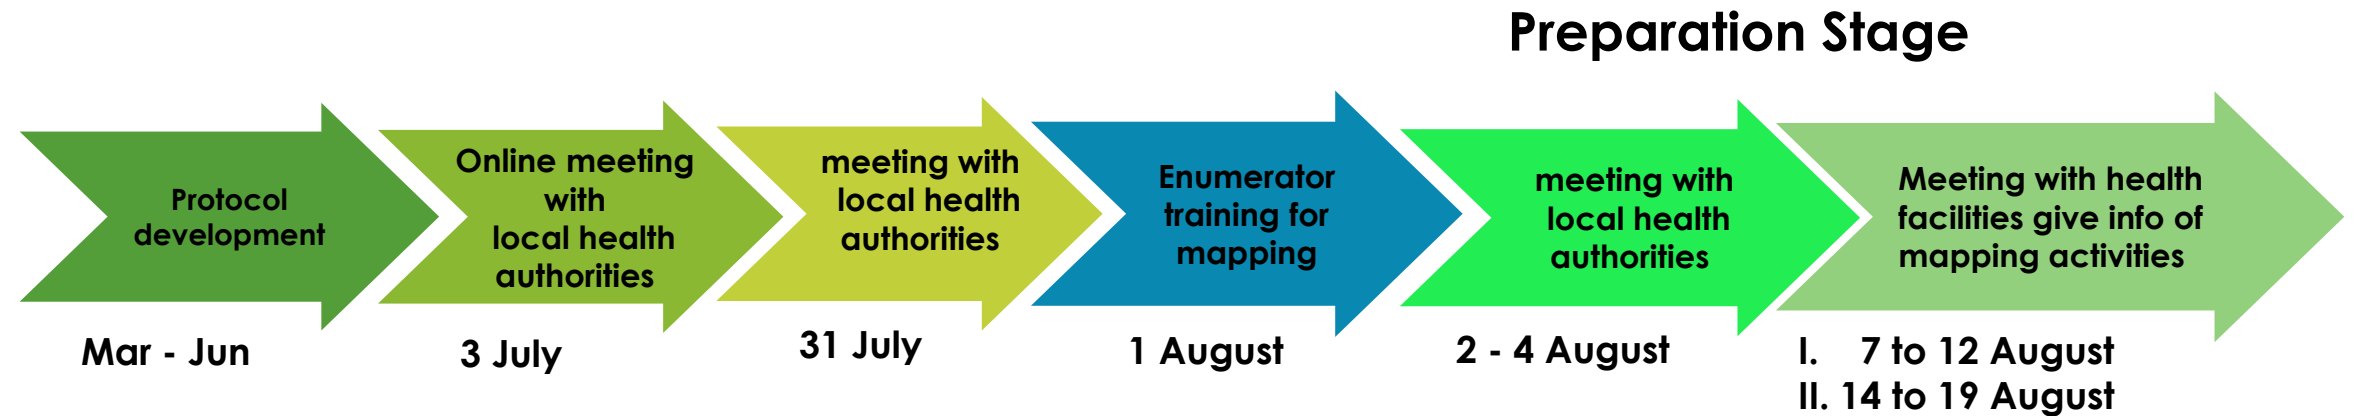 Preparation Stage
Protocol
development
Online meeting
with
local health
authorities
meeting with
local health
authorities
Enumerator
training for
mapping
meeting with
local health
authorities
Meeting with health
facilities give info of
mapping activities
Mar - Jun
3 July
31 July
1 August
2 - 4 August
I. 7 to 12 August
II. 14 to 19 August